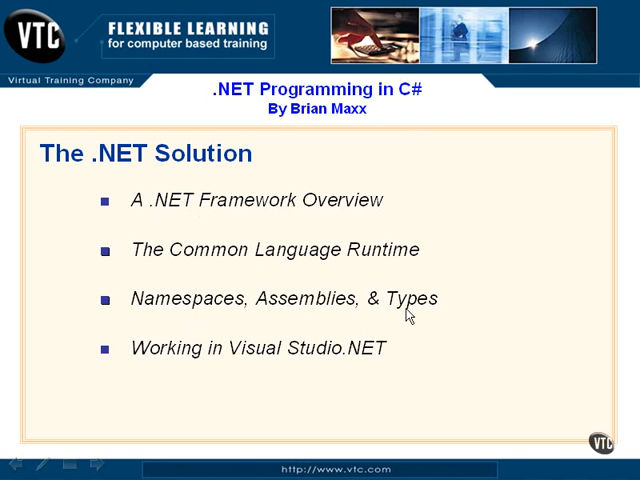 VTC
FLEXIBLE LEARNING
for computer based training
Virtual Training Company
.NET Programming in C#
By Brian Maxx
The .NET Solution
A .NET Framework Overview
The Common Language Runtime
Namespaces, Assemblies, & Types
Working in Visual Studio.NET
VTC
http://www.vtc.com